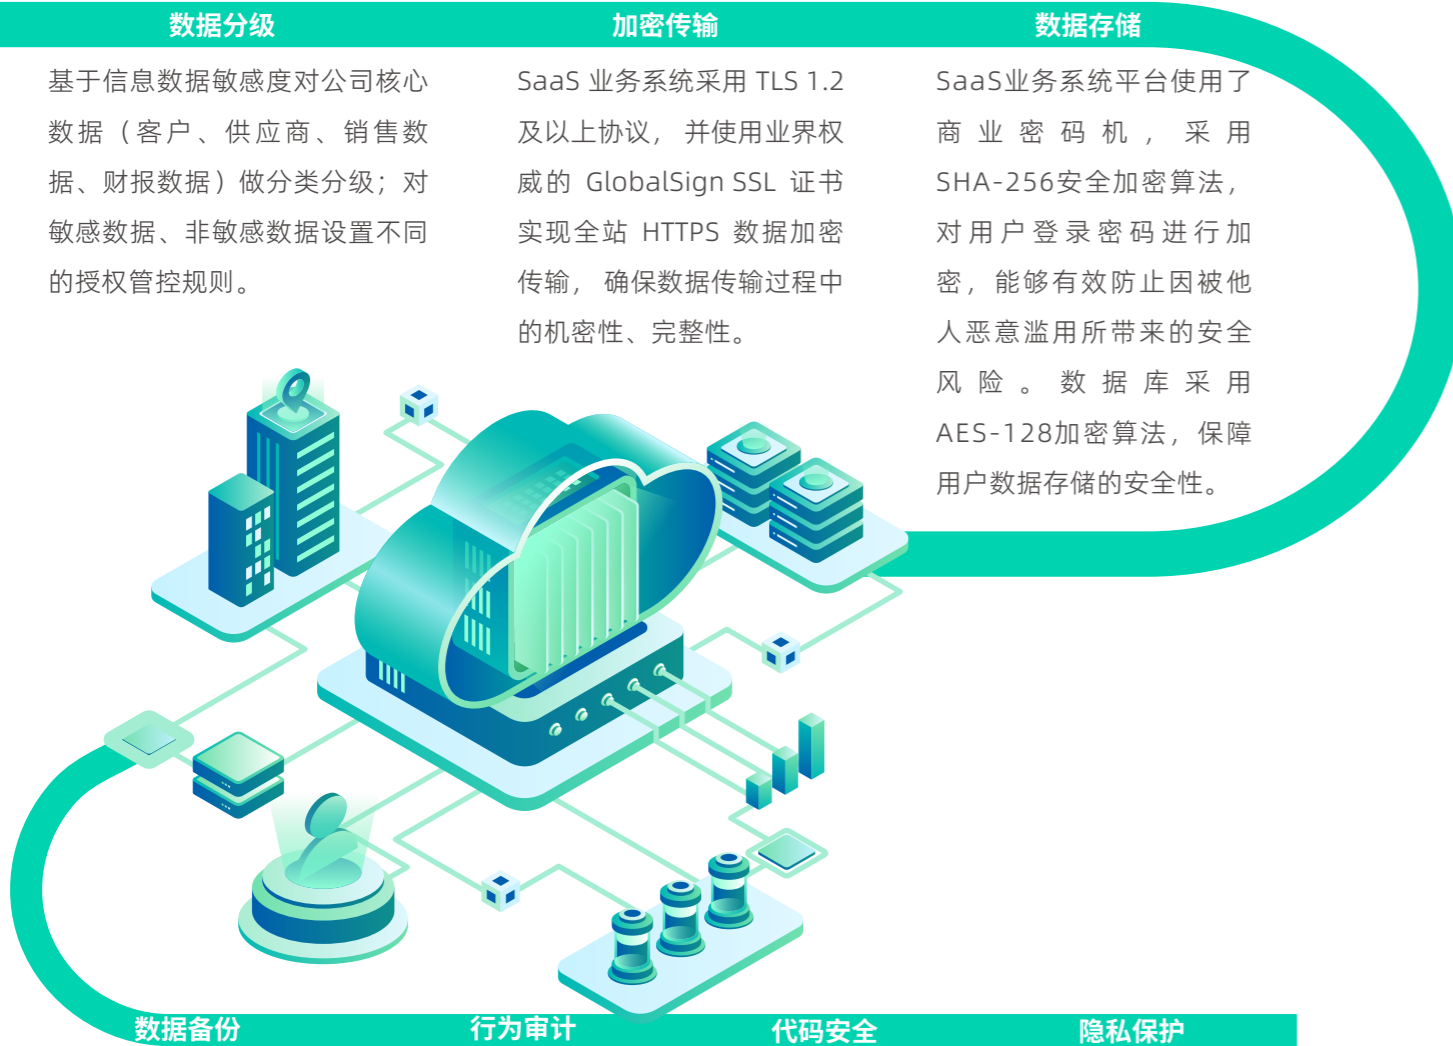 数据分级
加密传输
数据存储
基于信息数据敏感度对公司核心
数据（客户、供应商、销售数
据、财报数据）做分类分级；对
敏感数据、非敏感数据设置不同
的授权管控规则。
SaaS 业务系统采用 TLS 1.2
及以上协议， 并使用业界权
威的 GlobalSign SSL 证书
实现全站 HTTPS 数据加密
传输， 确保数据传输过程中
的机密性、完整性。
SaaS业务系统平台使用了
商业密码机，采用
SHA-256安全加密算法，
对用户登录密码进行加
密，能够有效防止因被他
人恶意滥用所带来的安全
风险。数据库采用
AES-128加密算法，保障
用户数据存储的安全性。
数据备份
行为审计
代码安全
隐私保护